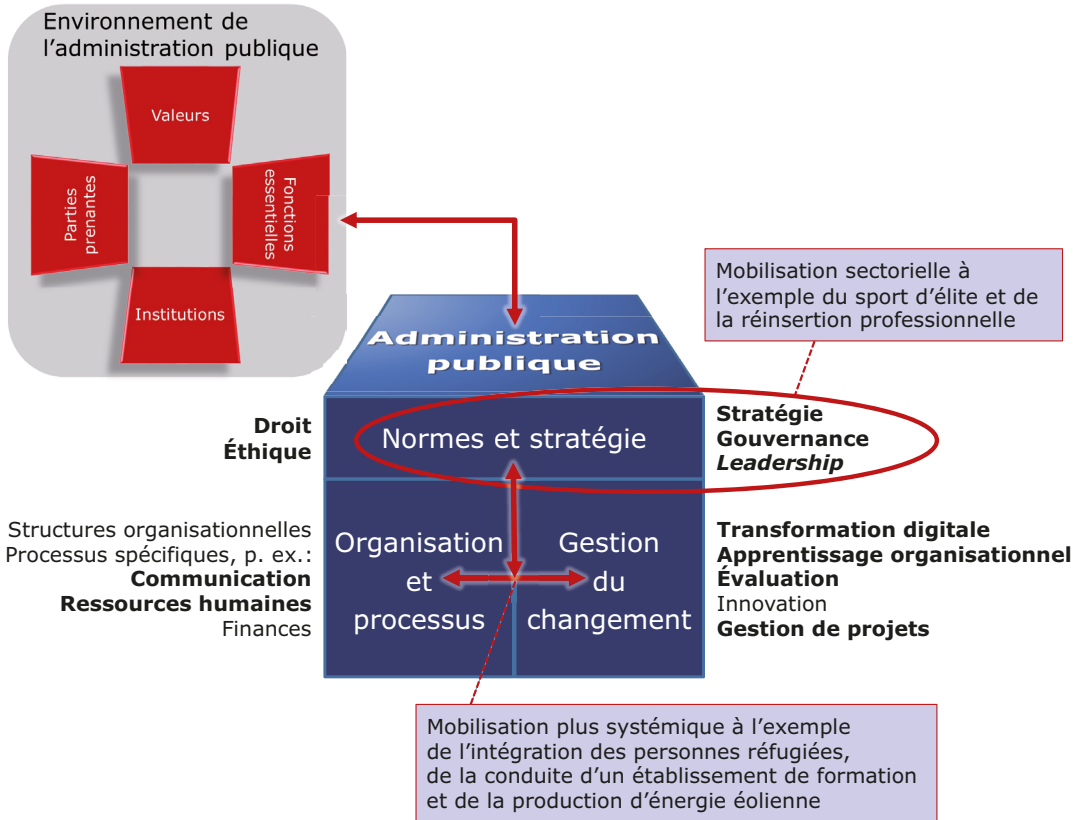 Environnement de
l’administration publique
Valeurs
Parties
prenantes
Fonctions
essentielles
Institutions
Mobilisation sectorielle à
l’exemple du sport d’élite et de
la réinsertion professionnelle
Administration
publique
Droit
Éthique
Normes et stratégie
Stratégie
Gouvernance
Leadership
Structures organisationnelles
Processus spécifiques, p. ex.:
Communication
Ressources humaines
Finances
Organisation
et
processus
Gestion
du
changement
Transformation digitale
Apprentissage organisationnel
Évaluation
Innovation
Gestion de projets
Mobilisation plus systémique à l’exemple
de l’intégration des personnes réfugiées,
de la conduite d’un établissement de formation
et de la production d’énergie éolienne